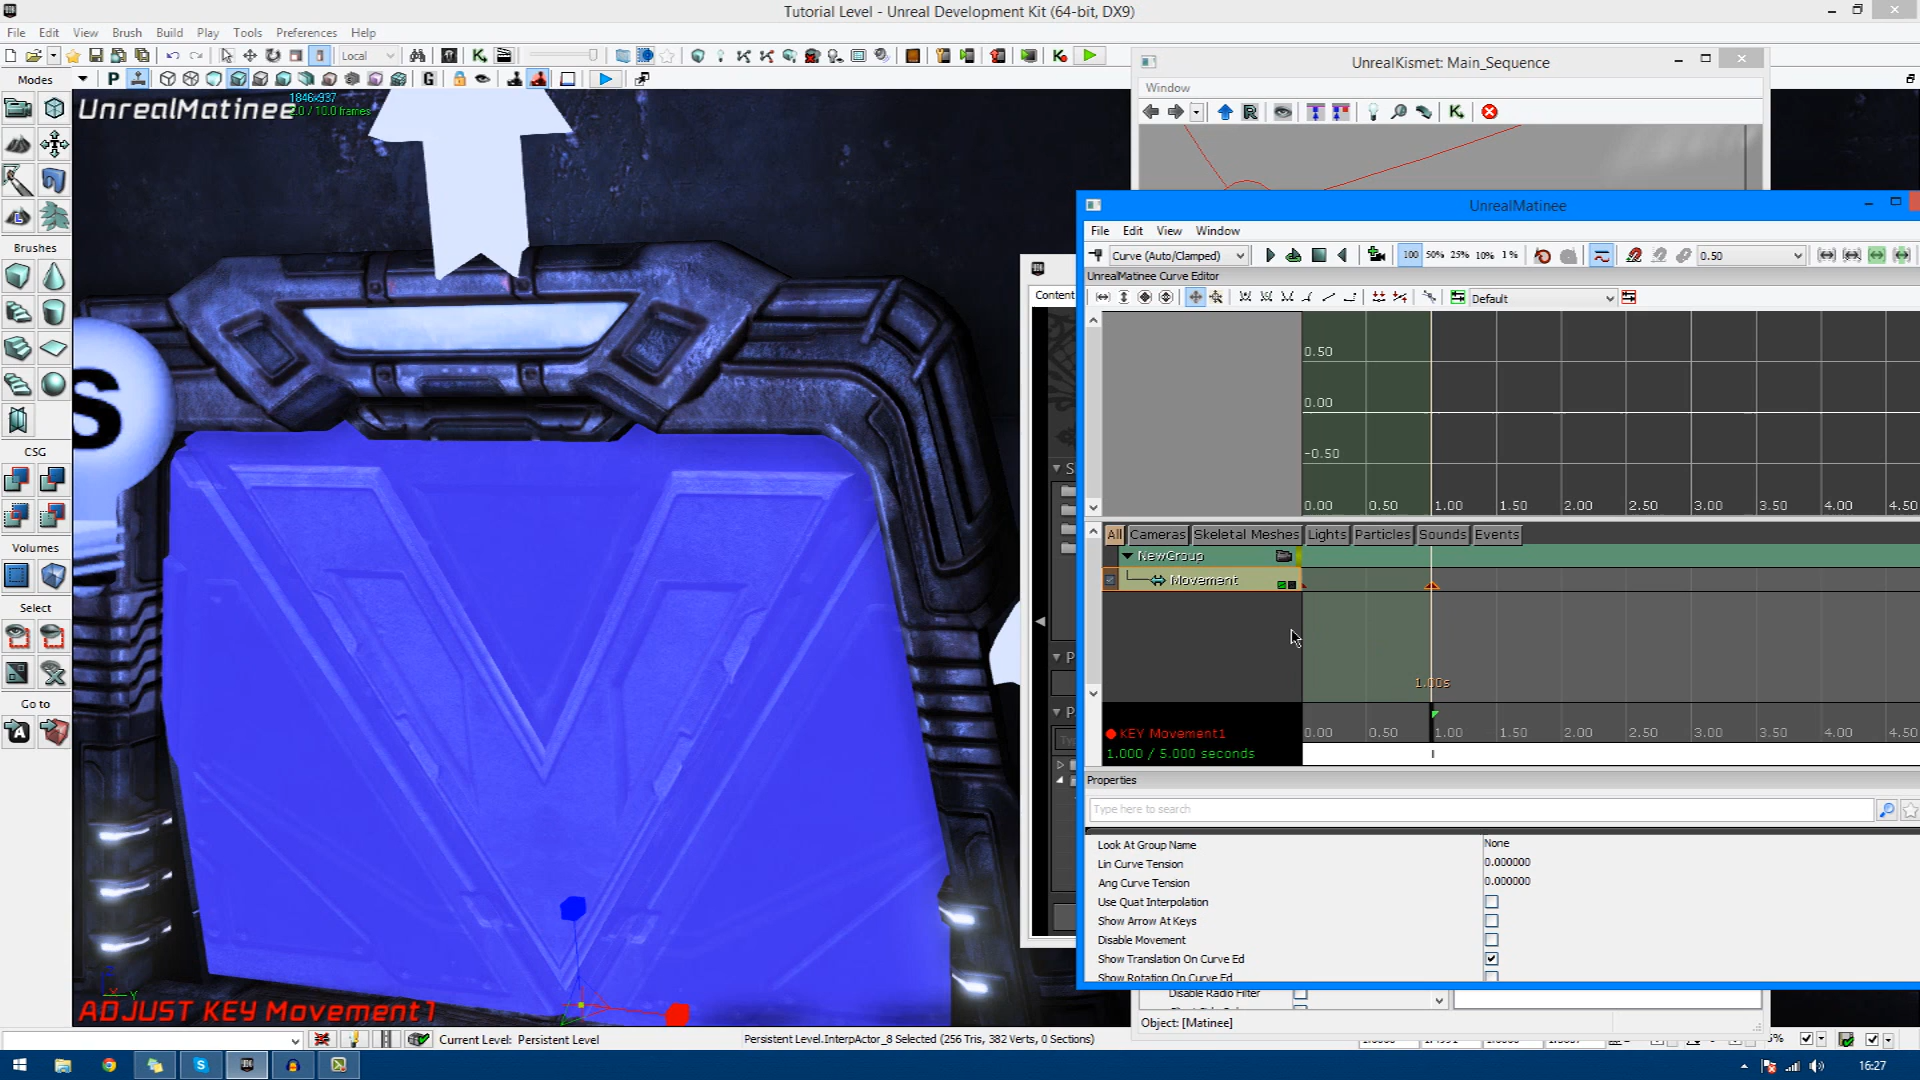 Tutorial Level - Unreal Development Kit (64-bit, DX9)
File Edit View Brush Build Play Tools Preferences Help
Local
Modes
P
G
UnrealMatinee
1846x937
2.0 / 10.0 frames
Brushes
CSG
Volumes
Select
Go to
S
ADJUST KEY Movement1
UnrealKismet: Main_Sequence
Window
Content
UnrealMatinee
File Edit View Window
Curve (Auto/Clamped)
100 50% 25% 10% 1%
0.50
UnrealMatinee Curve Editor
Default
0.50
0.00
-0.50
0.00 0.50 1.00 1.50 2.00 2.50 3.00 3.50 4.00 4.50
All Cameras Skeletal Meshes Lights Particles Sounds Events
NewGroup
Movement
1.00s
KEY Movement1
1.000 / 5.000 seconds
0.00 0.50 1.00 1.50 2.00 2.50 3.00 3.50 4.00 4.50
Properties
Type here to search
Look At Group Name None
Lin Curve Tension 0.000000
Ang Curve Tension 0.000000
Use Quat Interpolation
Show Arrow At Keys
Disable Movement
Show Translation On Curve Ed
Show Rotation On Curve Ed
Disable Radio Filter
Object: [Matinee]
Current Level: Persistent Level
Persistent Level.InterpActor_8 Selected (256 Tris, 382 Verts, 0 Sections)
16:27